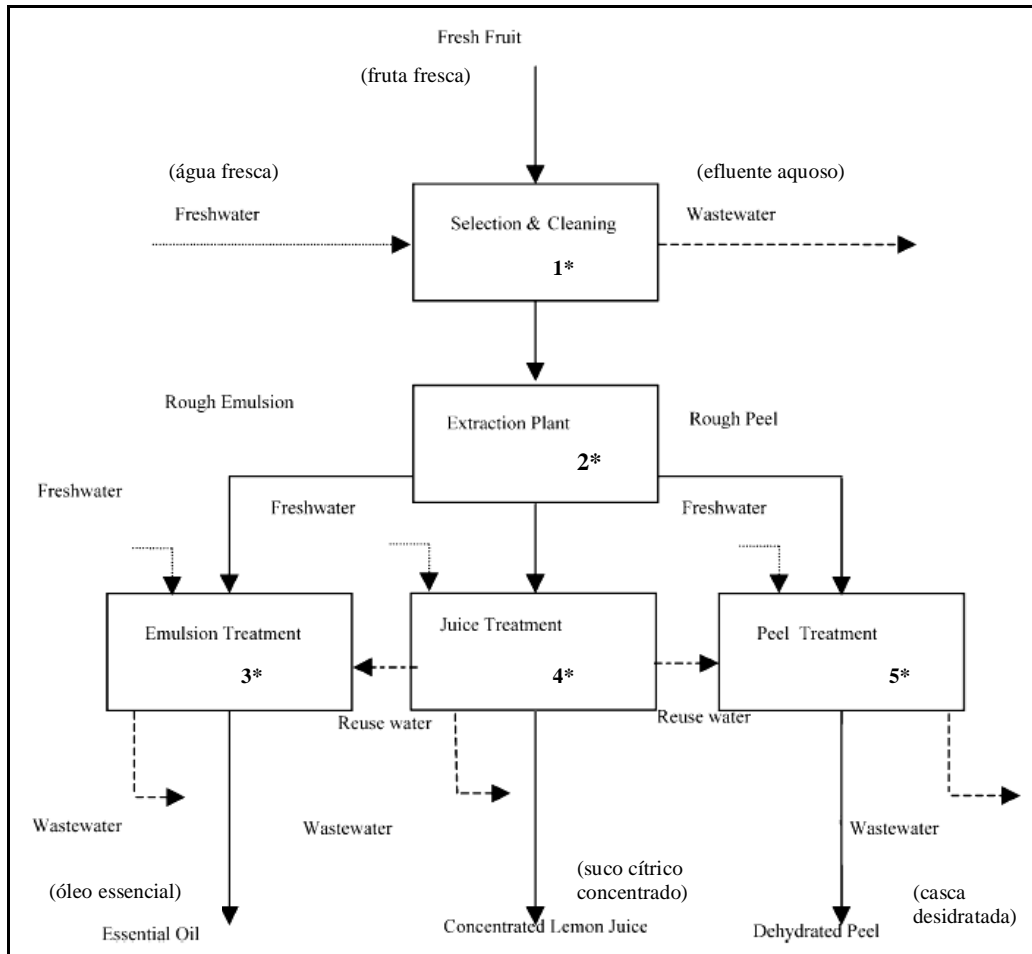 Fresh Fruit
(fruta fresca)
(água fresca)
(efluente aquoso)
Freshwater
Wastewater
Selection & Cleaning
1*
Rough Emulsion
Rough Peel
Extraction Plant
2*
Freshwater
Freshwater
Freshwater
Emulsion Treatment
3*
Juice Treatment
4*
Peel Treatment
5*
Reuse water
Reuse water
Wastewater
Wastewater
Wastewater
(óleo essencial)
(suco cítrico
concentrado)
(casca
desidratada)
Essential Oil
Concentrated Lemon Juice
Dehydrated Peel